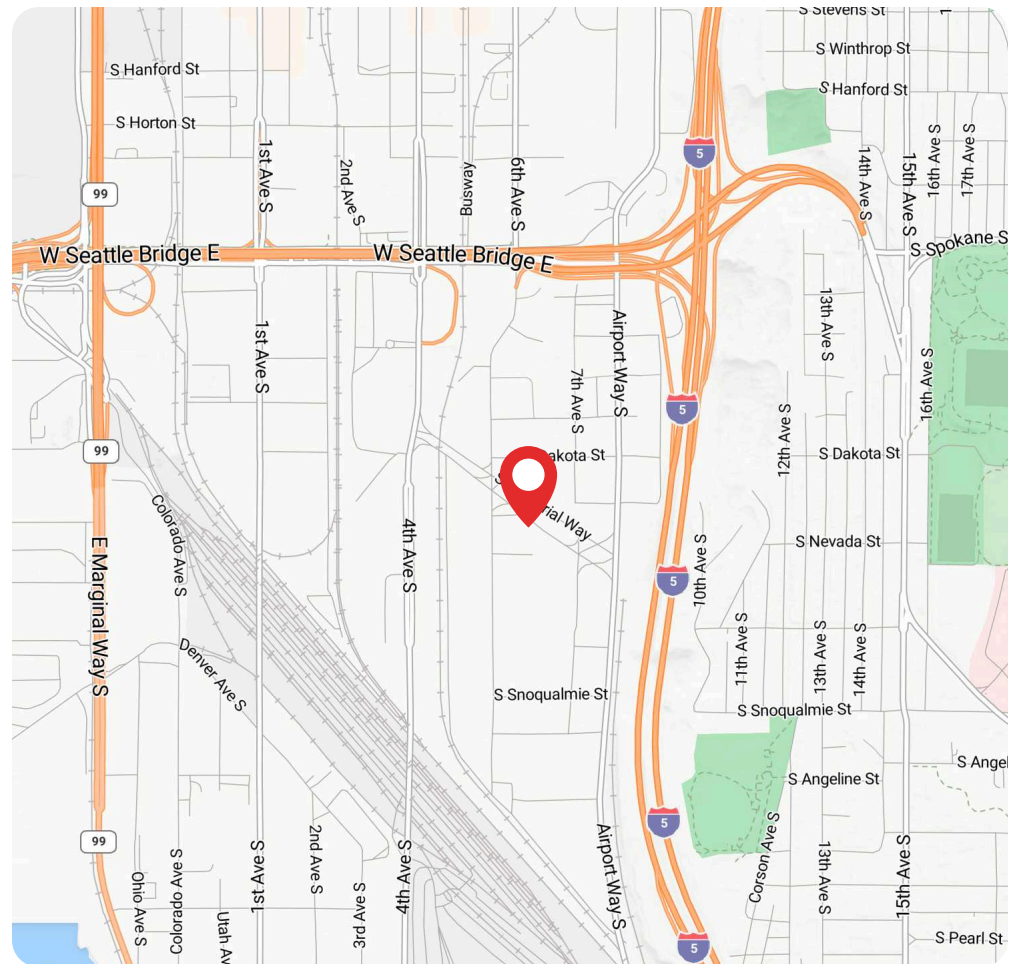 S Stevens St
S Winthrop St
S Hanford St
S Hanford St
S Horton St
5
99
1st Ave S
2nd Ave S
Busway
6th Ave S
14th Ave S
15th Ave S
16th Ave S
17th Ave S
W Seattle Bridge E
W Seattle Bridge E
S Spokane S
1st Ave S
Airport Way S
13th Ave S
7th Ave S
16th Ave S
5
12th Ave S
99
akota St
S Dakota St
S
rial Way
Colorado Ave S
4th Ave S
E Marginal Way S
S Nevada St
10th Ave S
5
Denver Ave S
11th Ave S
13th Ave S
14th Ave S
S Snoqualmie St
S Snoqualmie St
S Angel
S Angeline St
5
99
2nd Ave S
1st Ave S
4th Ave S
Airport Way S
Corson Ave S
13th Ave S
15th Ave S
Ohio Ave S
Colorado Ave S
Utah Av
3rd Ave S
S Pearl St
5